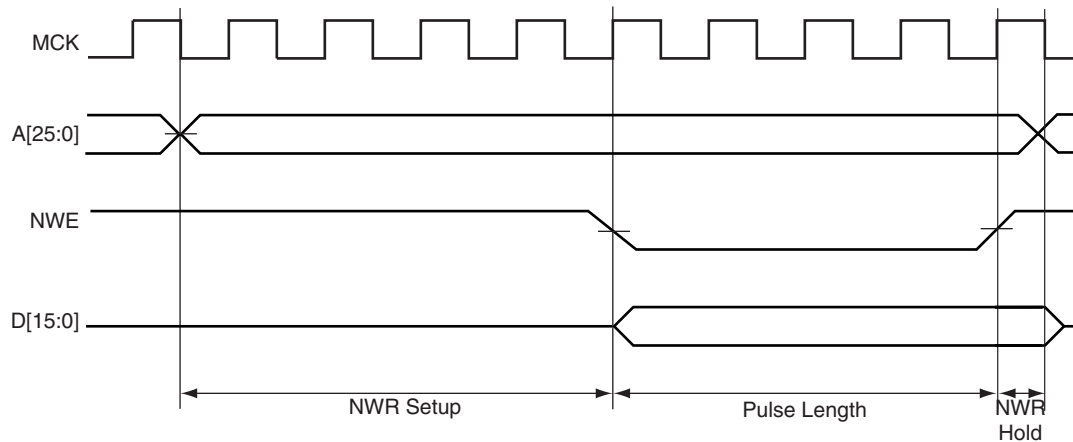 MCK
A[25:0]
NWE
D[15:0]
NWR Setup
Pulse Length
NWR
Hold